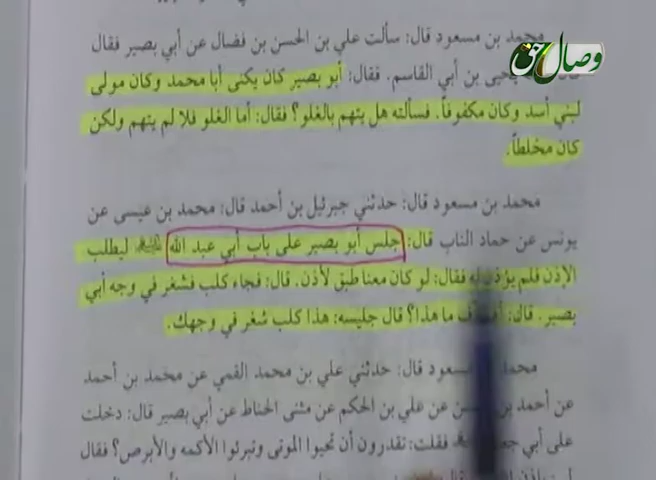 وصال حق
محمد بن مسعود قال: سألت علي بن الحسن بن فضال عن أبي بصير فقال
يحيى بن أبي القاسم. فقال: أبو بصير كان يكنى أبا محمد وكان مولى
لبني أسد وكان مكفوفاً. فسألته هل يتهم بالغلو؟ فقال: أما الغلو فلا لم يتهم ولكن
كان مخلطاً.
محمد بن مسعود قال: حدثني جبرئيل بن أحمد قال: محمد بن عيسى عن
يونس عن حماد الناب قال: جلس أبو بصير على باب أبي عبد الله ليطلب
الإذن فلم يؤذن له فقال: لو كان معنا طبق لأذن. قال: فجاء كلب فشغر في وجه أبي
بصير. قال: أف أف ما هذا؟ قال جليسه: هذا كلب شغر في وجهك.
محمد بن مسعود قال: حدثني علي بن محمد القمي عن محمد بن أحمد
عن أحمد بن عن علي بن الحكم عن مثنى الحناط عن أبي بصير قال: دخلت
على أبي فقلت: تقدرون أن تحيوا الموتى وتبرئوا الأكمه والأبرص؟ فقال